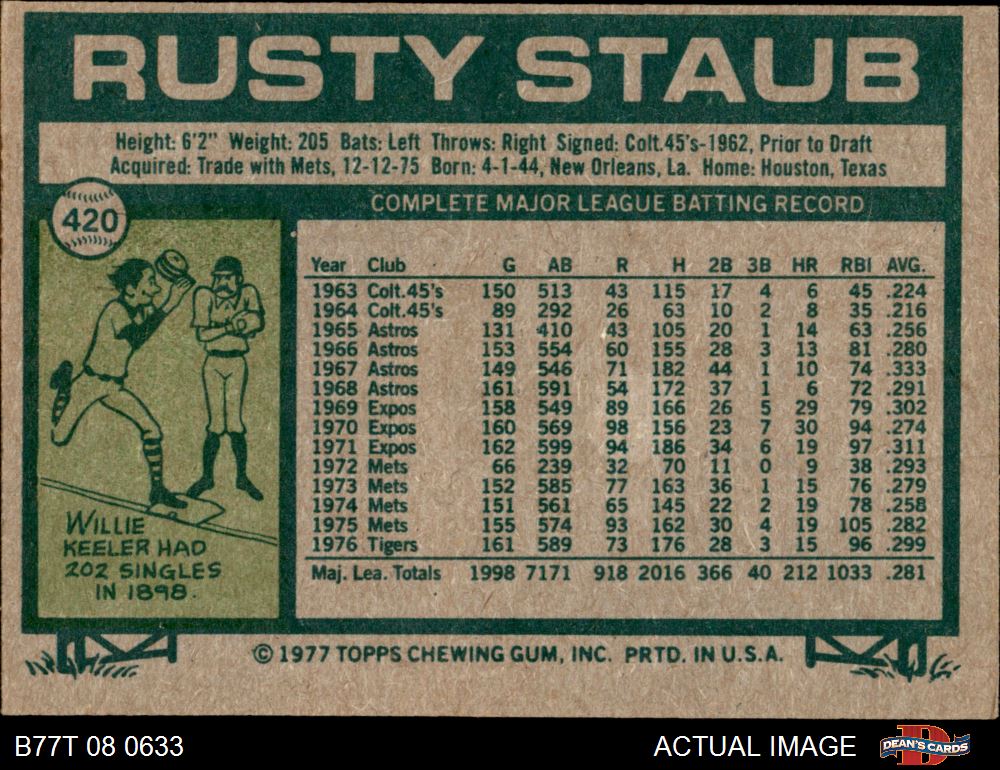 RUSTY STAUB
Height: 6'2" Weight: 205 Bats: Left Throws: Right Signed: Colt.45's-1962, Prior to Draft
Acquired: Trade with Mets, 12-12-75 Born: 4-1-44, New Orleans, La. Home: Houston, Texas
420
COMPLETE MAJOR LEAGUE BATTING RECORD
Year Club G AB R H 2B 3B HR RBI AVG.
1963 Colt.45's 150 513 43 115 17 4 6 45 .224
1964 Colt.45's 89 292 26 63 10 2 8 35 .216
1965 Astros 131 410 43 105 20 1 14 63 .256
1966 Astros 153 554 60 155 28 3 13 81 .280
1967 Astros 149 546 71 182 44 1 10 74 .333
1968 Astros 161 591 54 172 37 1 6 72 .291
1969 Expos 158 549 89 166 26 5 29 79 .302
1970 Expos 160 569 98 156 23 7 30 94 .274
1971 Expos 162 599 94 186 34 6 19 97 .311
1972 Mets 66 239 32 70 11 0 9 38 .293
1973 Mets 152 585 77 163 36 1 15 76 .279
1974 Mets 151 561 65 145 22 2 19 78 .258
1975 Mets 155 574 93 162 30 4 19 105 .282
1976 Tigers 161 589 73 176 28 3 15 96 .299
Maj. Lea. Totals 1998 7171 918 2016 366 40 212 1033 .281
WILLIE
KEELER HAD
202 SINGLES
IN 1898.
© 1977 TOPPS CHEWING GUM, INC. PRTD. IN U.S.A.
B77T 08 0633
ACTUAL IMAGE
D
DEAN'S CARDS